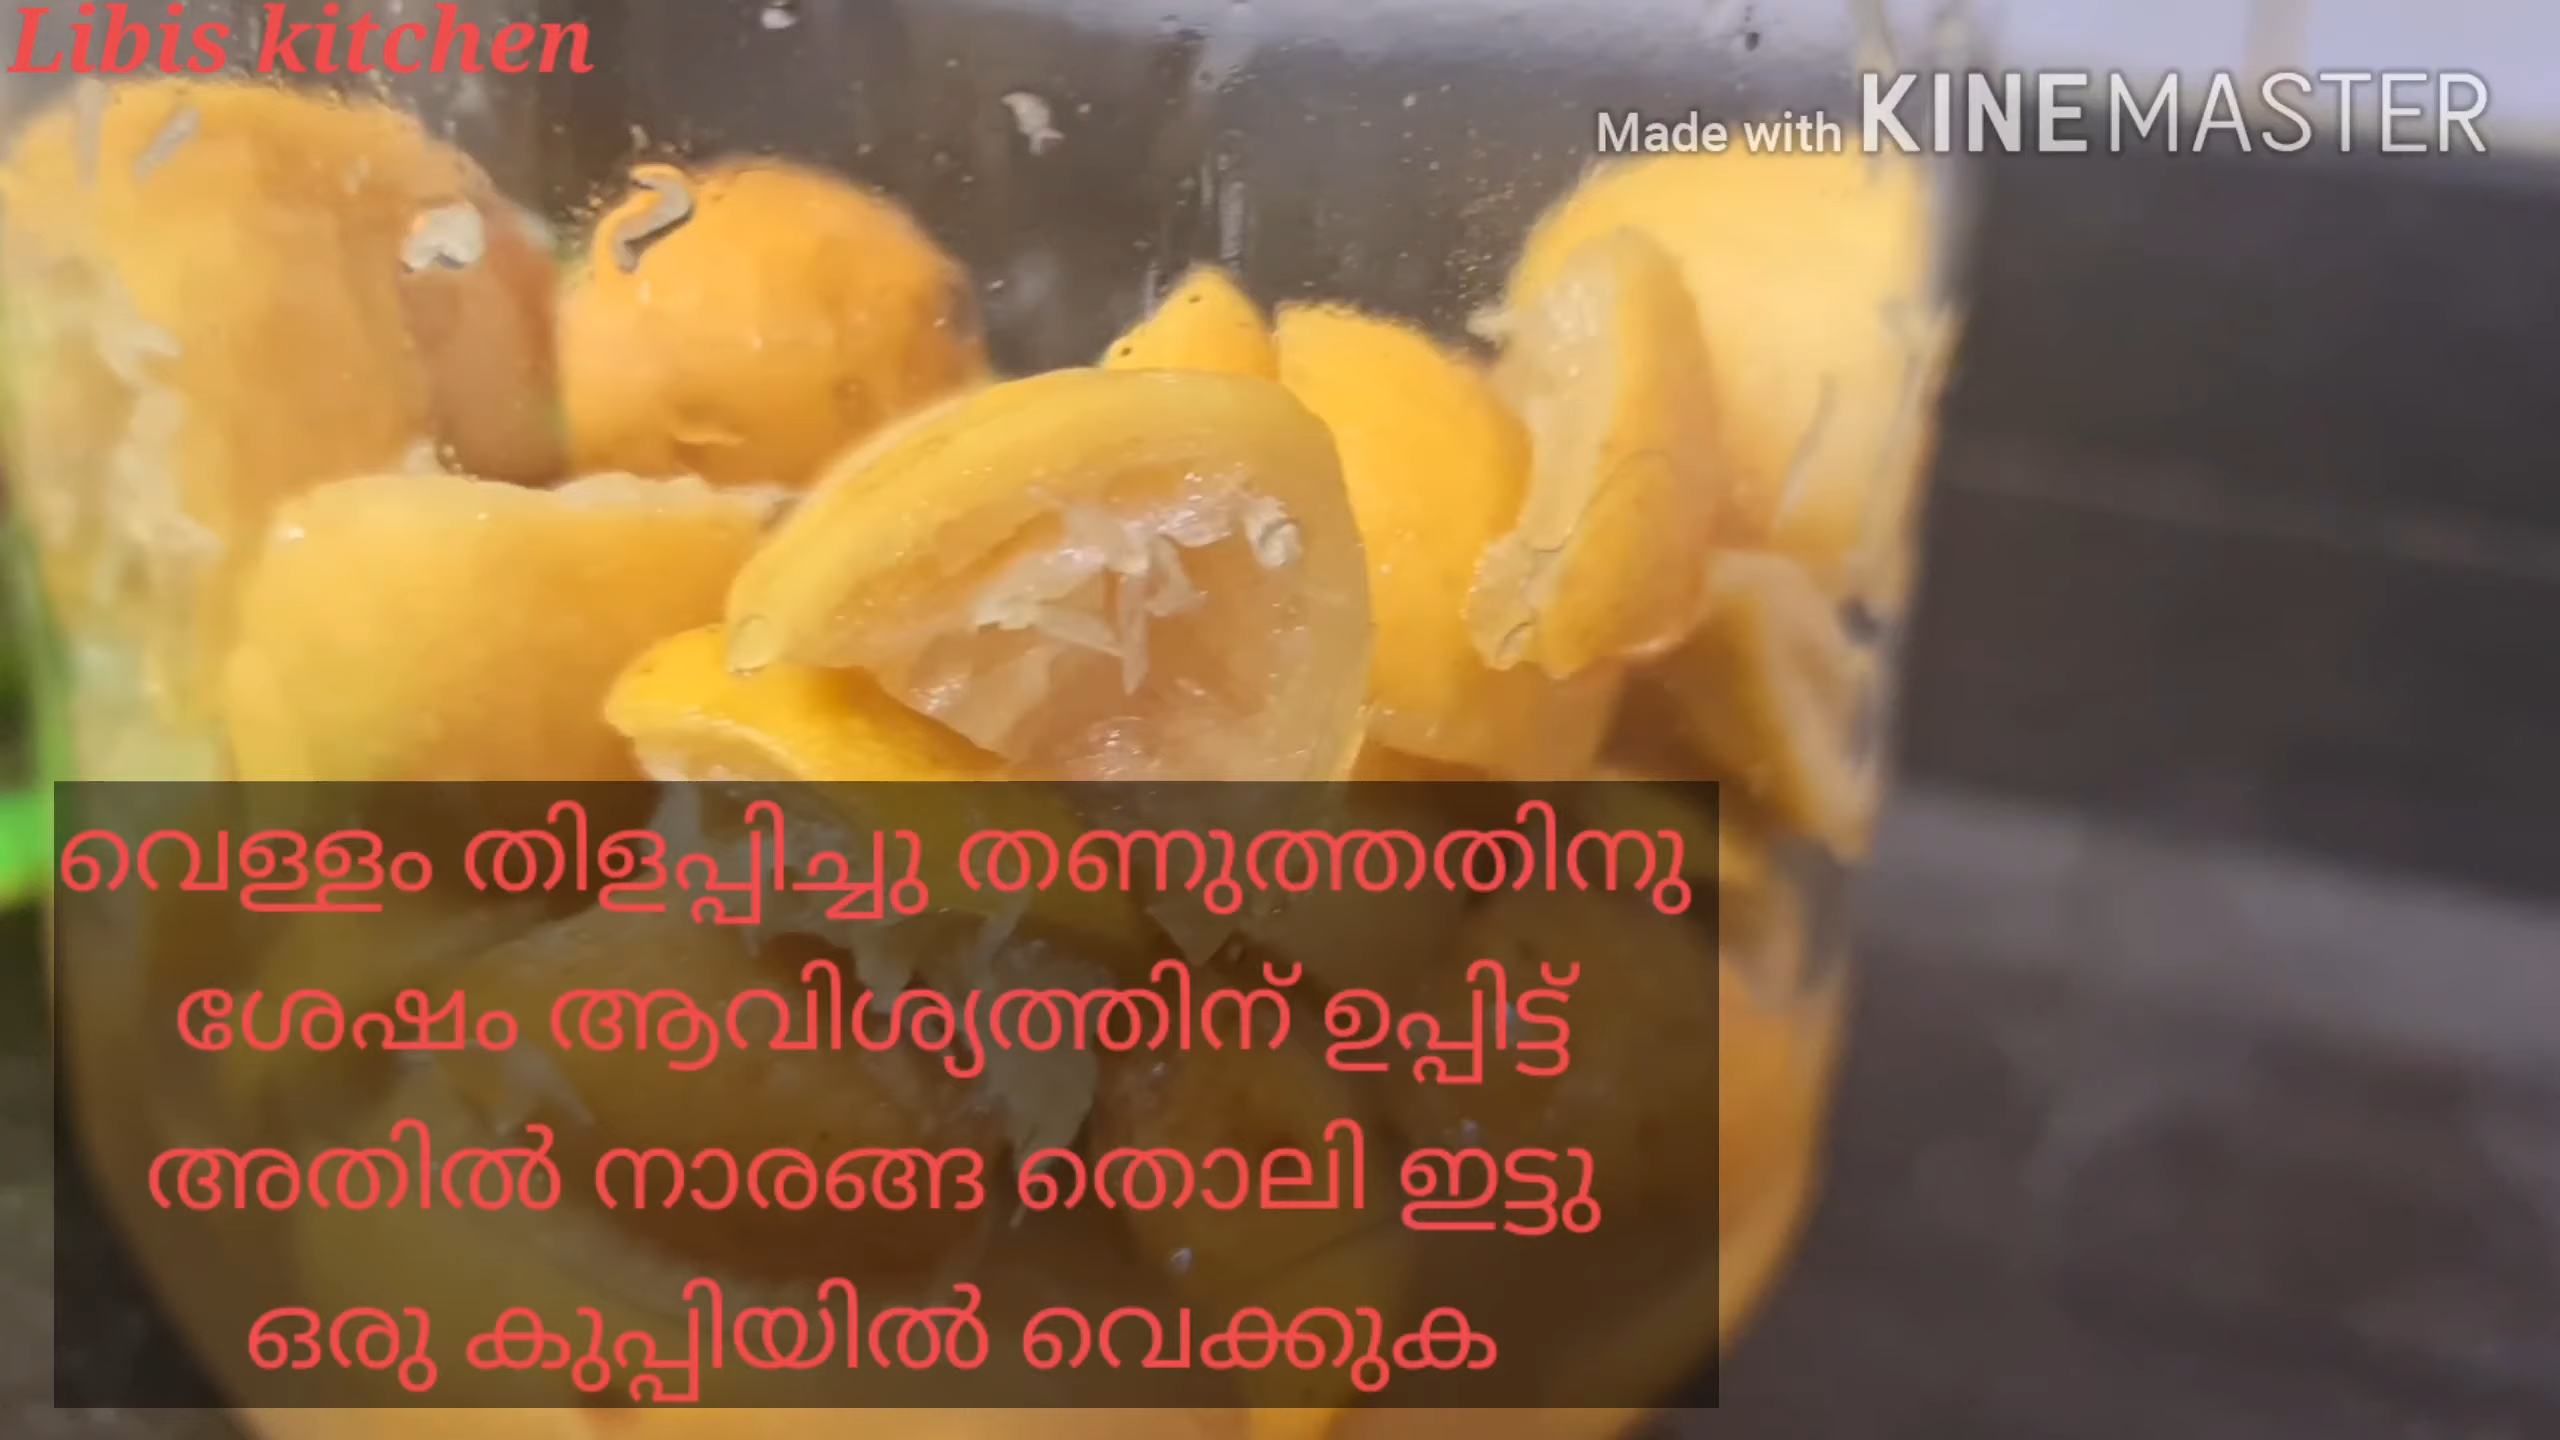 Libis kitchen
Made with KINEMASTER
വെള്ളം തിളപ്പിച്ചു തണുത്തതിനു
ശേഷം ആവിശ്യത്തിന് ഉപ്പിട്ട്
അതിൽ നാരങ്ങ തൊലി ഇട്ടു
ഒരു കുപ്പിയിൽ വെക്കുക